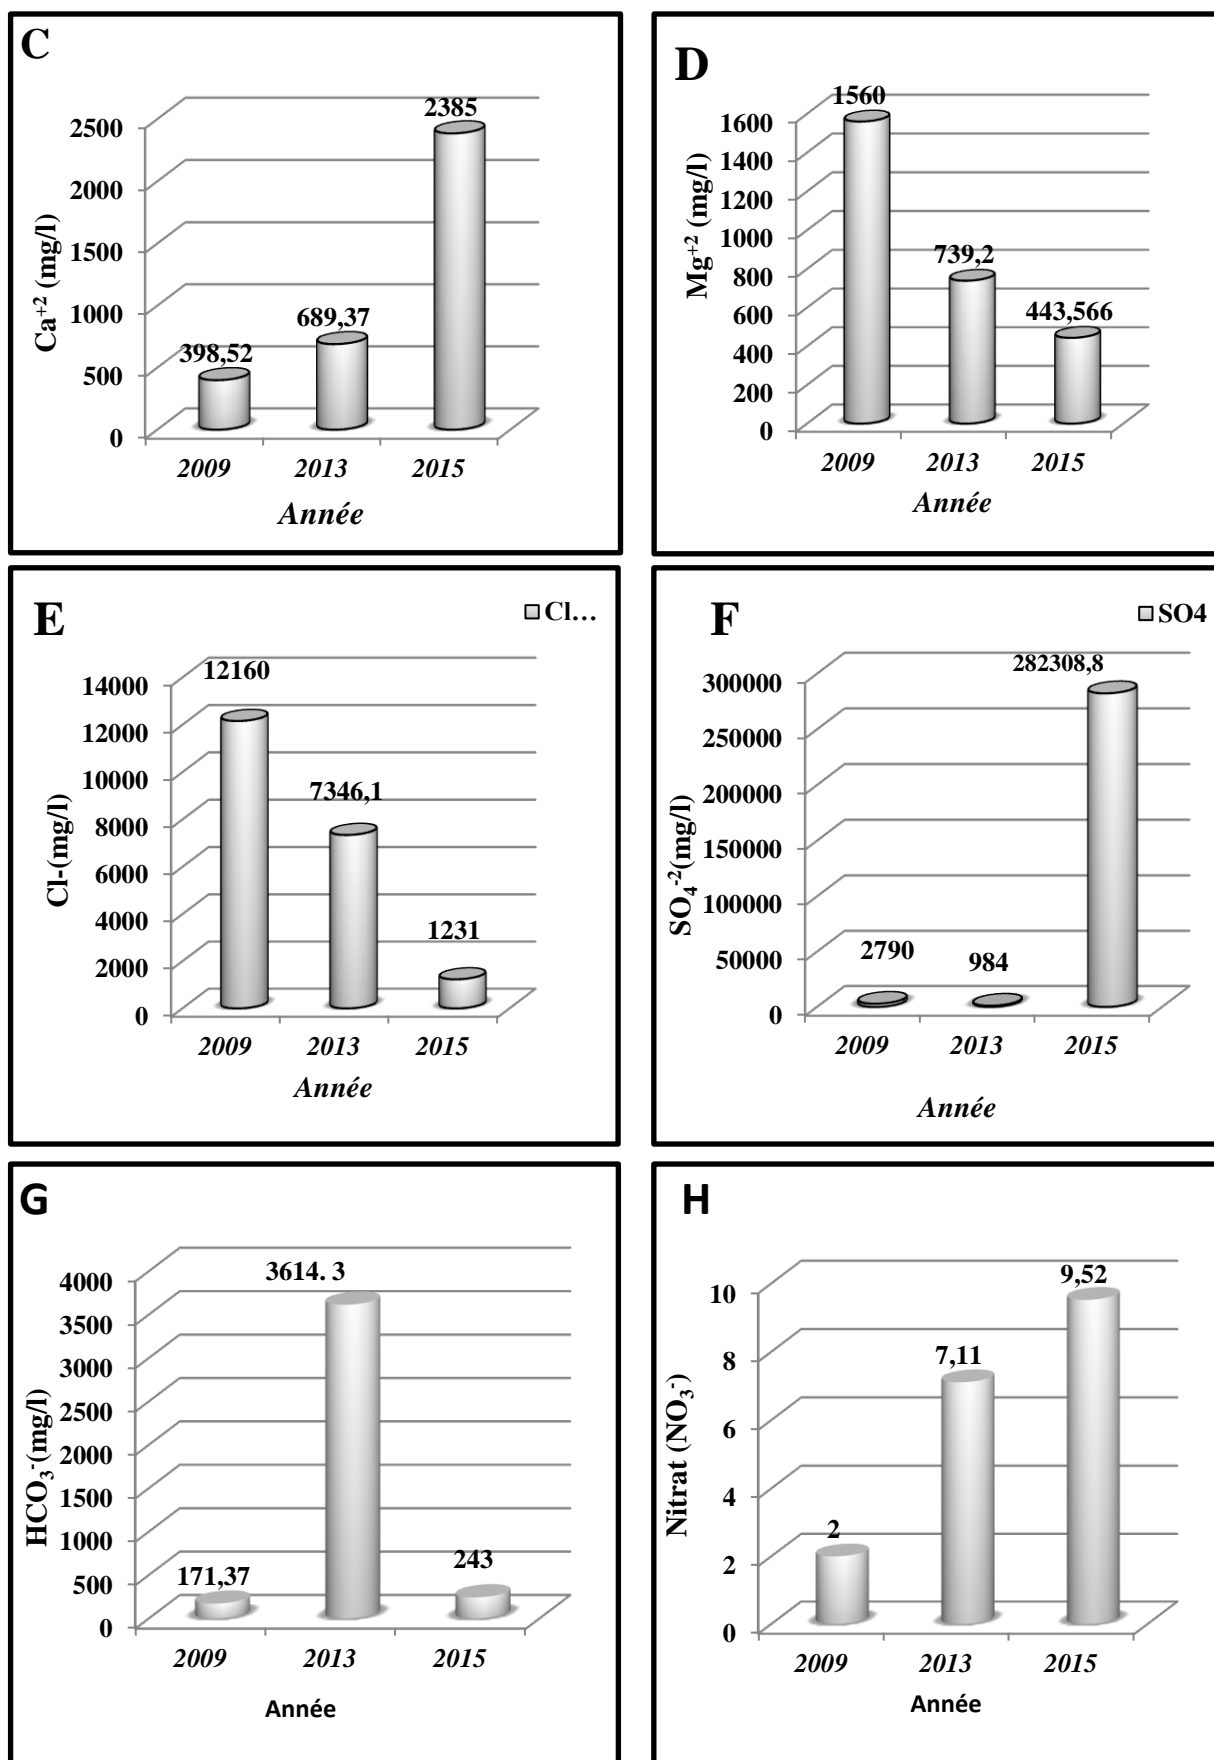 C
2385
2500
2000
1500
1000
500
0
Ca+2 (mg/l)
398,52
689,37
2009 2013 2015
Année
D
1560
1600
1400
1200
1000
800
600
400
200
0
Mg+2 (mg/l)
739,2
443,566
2009 2013 2015
Année
E
Cl…
12160
14000
12000
10000
8000
6000
4000
2000
0
Cl-(mg/l)
7346,1
1231
2009 2013 2015
Année
F
SO4
282308,8
300000
250000
200000
150000
100000
50000
0
SO4-2(mg/l)
2790
984
2009 2013 2015
Année
G
3614. 3
4000
3500
3000
2500
2000
1500
1000
500
0
HCO3-(mg/l)
171,37
243
2009 2013 2015
Année
H
9,52
10
8
6
4
2
0
Nitrat (NO3-)
7,11
2
2009 2013 2015
Année